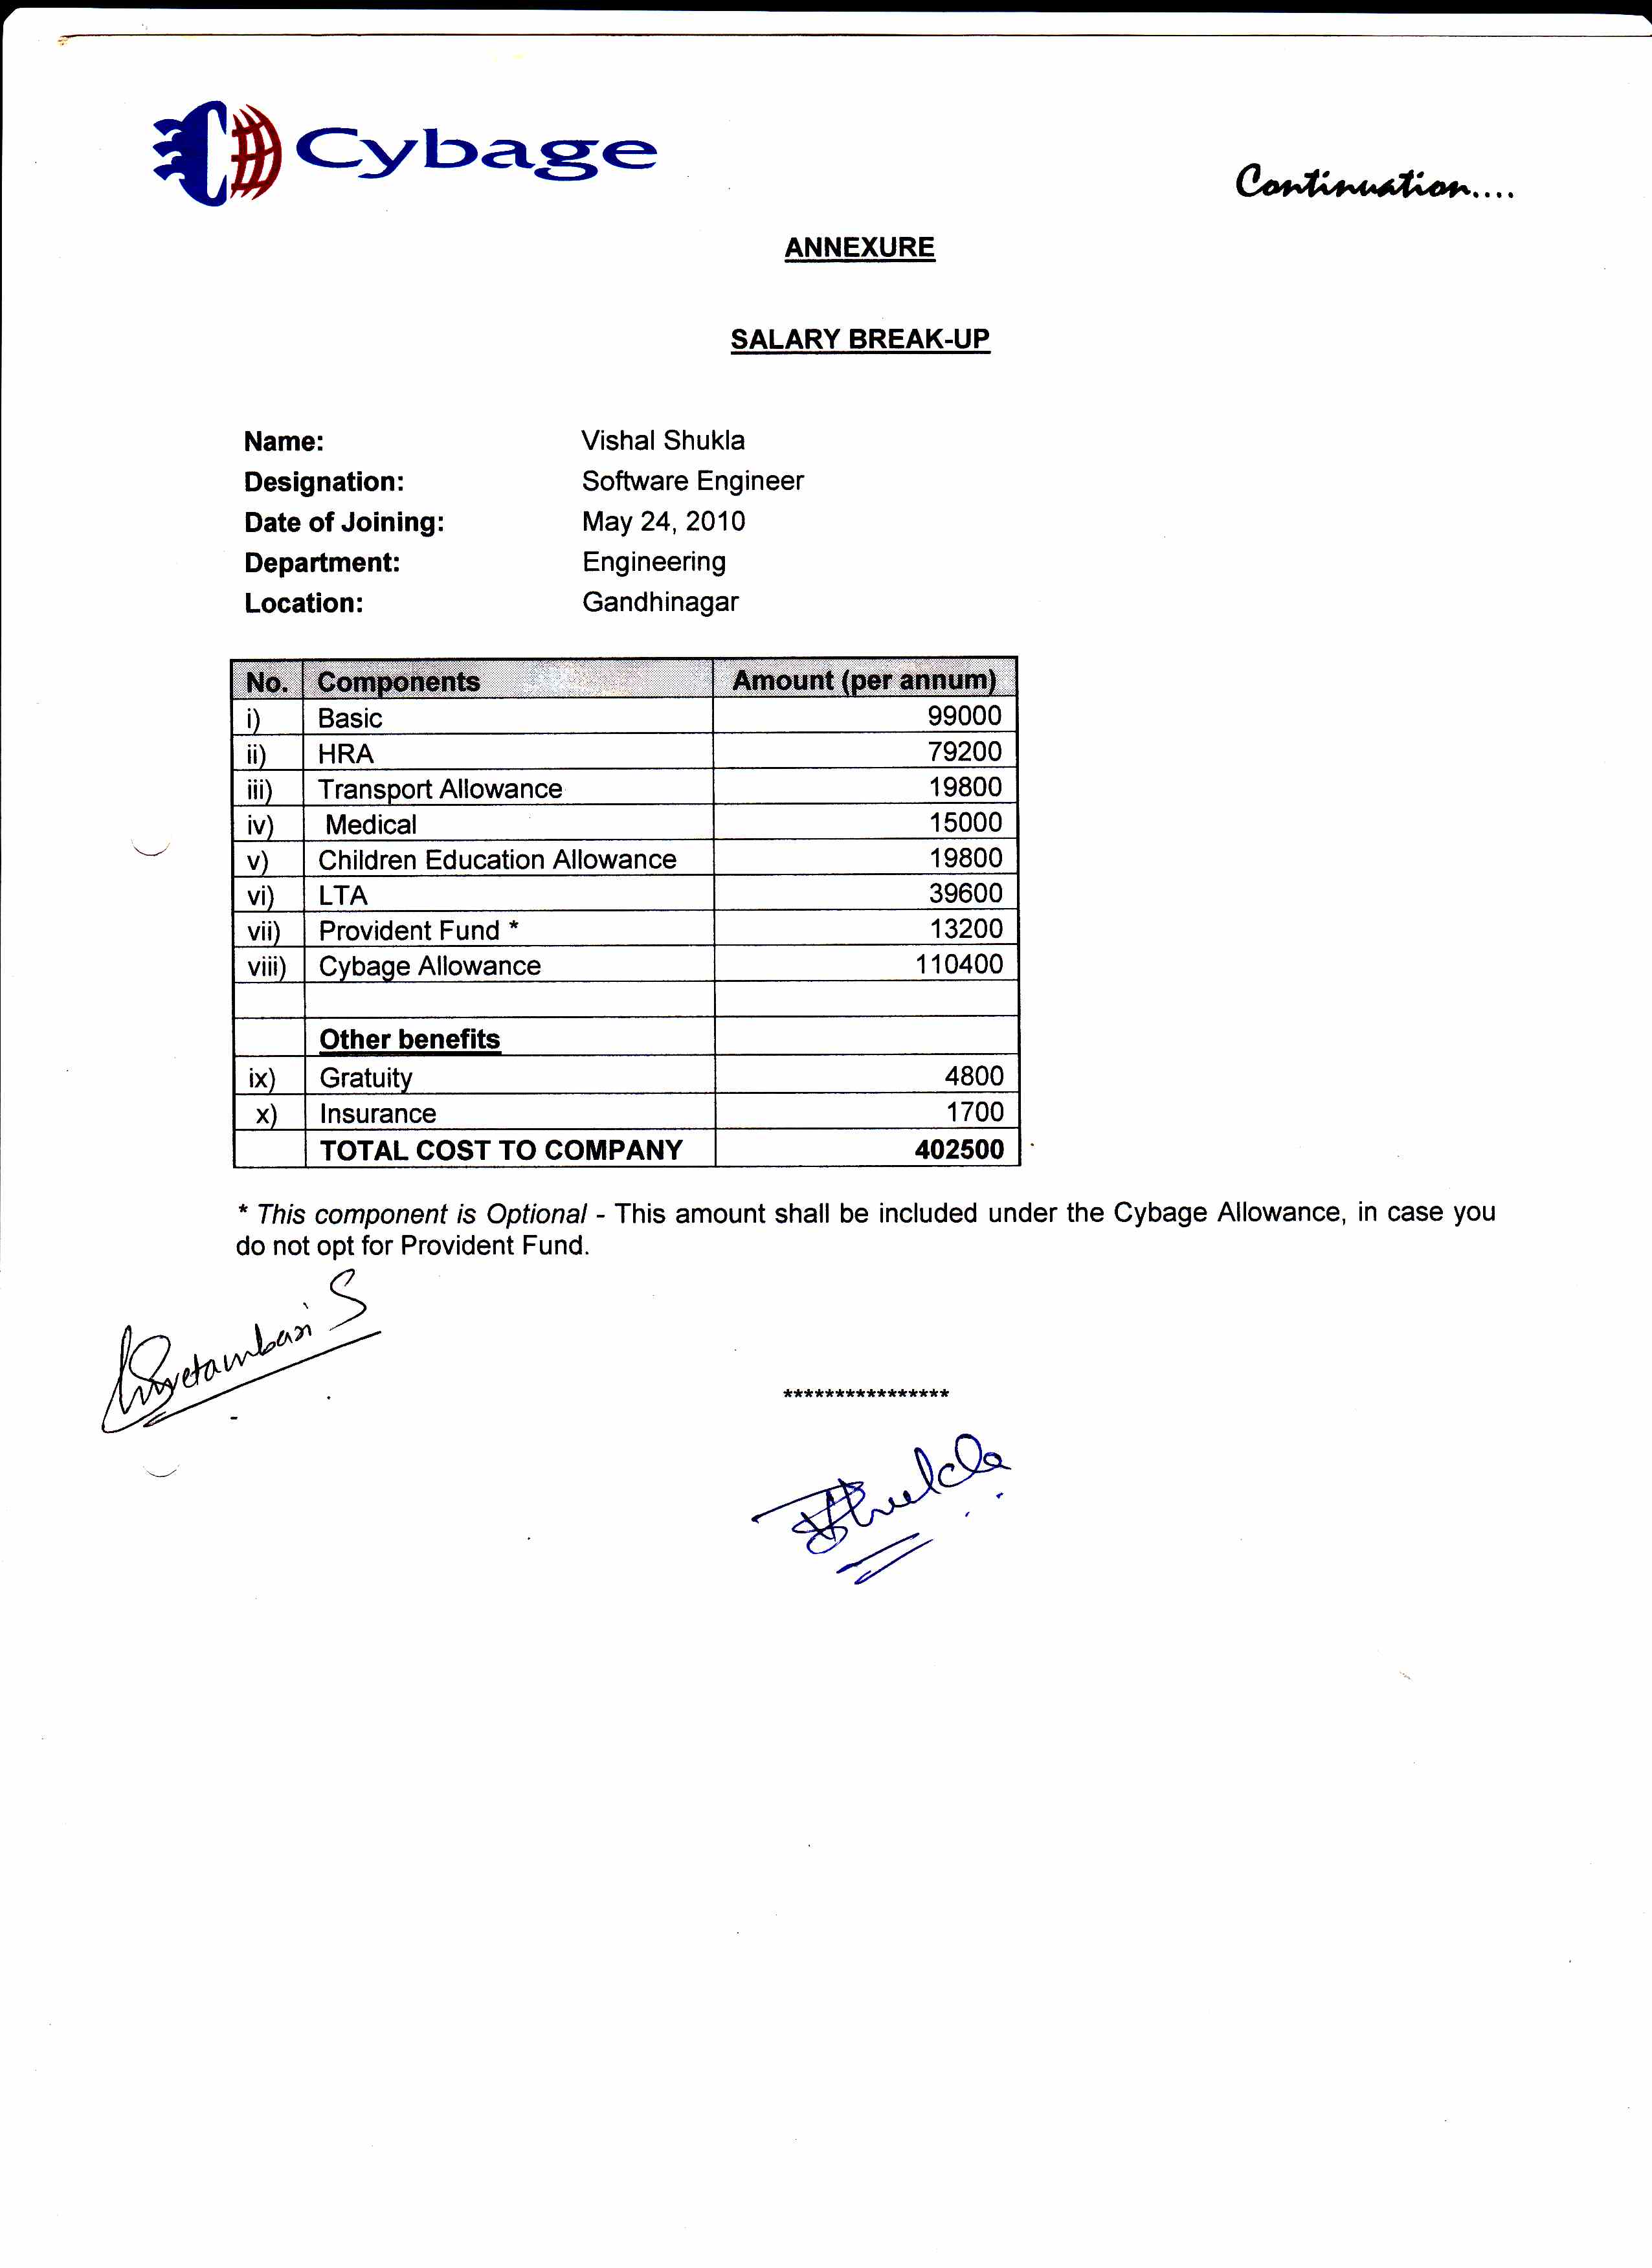 Cybage
Continuation....
ANNEXURE
SALARY BREAK-UP
Name: Vishal Shukla
Designation: Software Engineer
Date of Joining: May 24, 2010
Department: Engineering
Location: Gandhinagar
No. Components Amount (per annum)
i) Basic 99000
ii) HRA 79200
iii) Transport Allowance 19800
iv) Medical 15000
v) Children Education Allowance 19800
vi) LTA 39600
vii) Provident Fund * 13200
viii) Cybage Allowance 110400
Other benefits
ix) Gratuity 4800
x) Insurance 1700
TOTAL COST TO COMPANY 402500
* This component is Optional - This amount shall be included under the Cybage Allowance, in case you
do not opt for Provident Fund.
****************